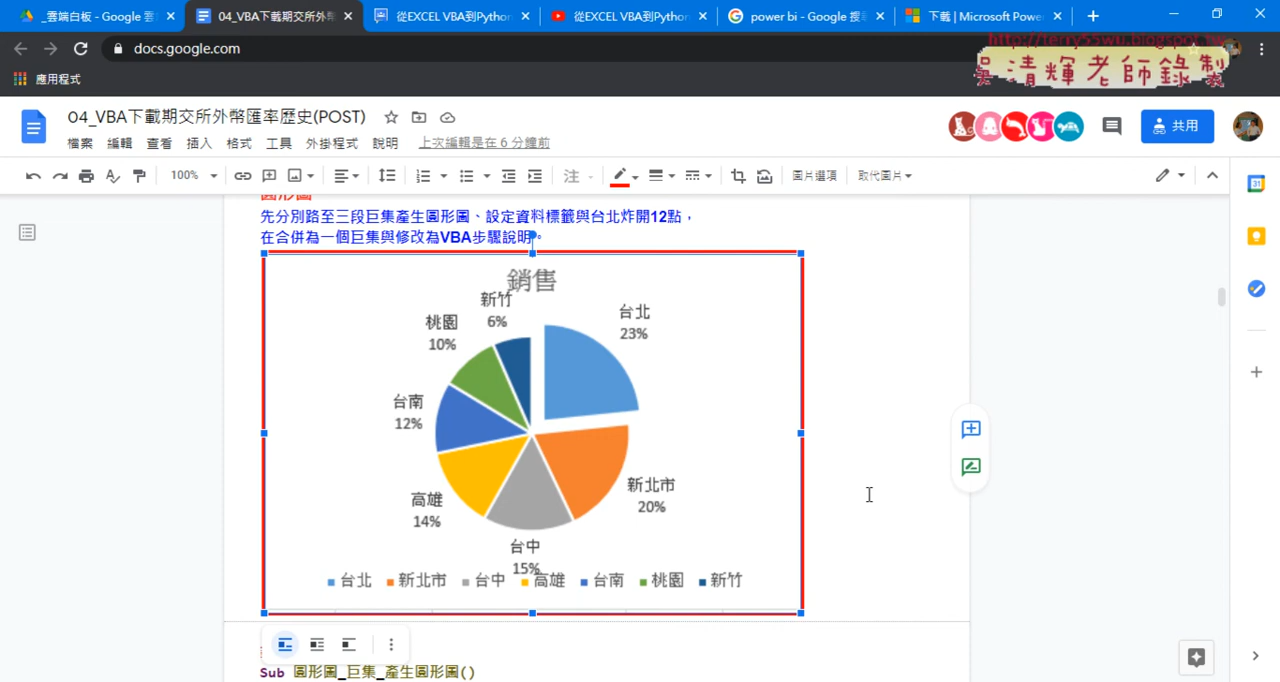 _雲端白板 - Google 雲
04_VBA下載期交所外幣
從EXCEL VBA到Python
從EXCEL VBA到Python
power bi - Google 搜尋
下載 | Microsoft Powe
docs.google.com
http://terry55wu.blogspot.tw
吳清輝老師錄製
應用程式
04_VBA下載期交所外幣匯率歷史(POST)
檔案 編輯 查看 插入 格式 工具 外掛程式 說明 上次編輯是在 6 分鐘前
共用
100%
注
圖片選項
取代圖片
31
圓形圖
先分別路至三段巨集產生圓形圖、設定資料標籤與台北炸開12點，
在合併為一個巨集與修改為VBA步驟說明。
銷售
新竹
6%
台北
23%
桃園
10%
台南
12%
新北市
20%
高雄
14%
台中
15%
台北 新北市 台中 高雄 台南 桃園 新竹
Sub 圓形圖_巨集_產生圓形圖()